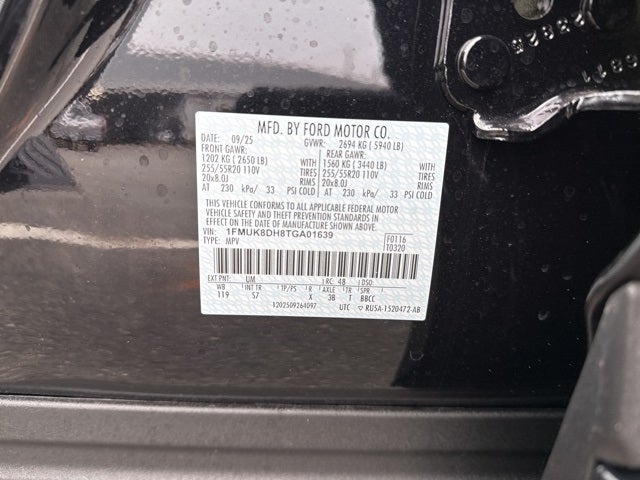 MFD. BY FORD MOTOR CO.
DATE: 09/25 GVWR: 2694 KG ( 5940 LB)
FRONT GAWR: REAR GAWR:
1202 KG ( 2650 LB) 1560 KG ( 3440 LB)
255/55R20 110V TIRES 255/55R20 110V TIRES
20x8.0J RIMS 20x8.0J RIMS
AT 230 kPa/ 33 PSI COLD AT 230 kPa/ 33 PSI COLD
THIS VEHICLE CONFORMS TO ALL APPLICABLE FEDERAL MOTOR
VEHICLE SAFETY AND THEFT PREVENTION STANDARDS IN
EFFECT ON THE DATE OF MANUFACTURE SHOWN ABOVE.
VIN: 1FMUK8DH8TGA01639 F0116
TYPE: MPV T0320
EXT PNT: UM RC: 48 DSO:
WB INT TR TP/PS R AXLE TR SPR
119 S7 X 3B T BBCC
1202509264097 UTC ▽ RU5A-1520472-AB